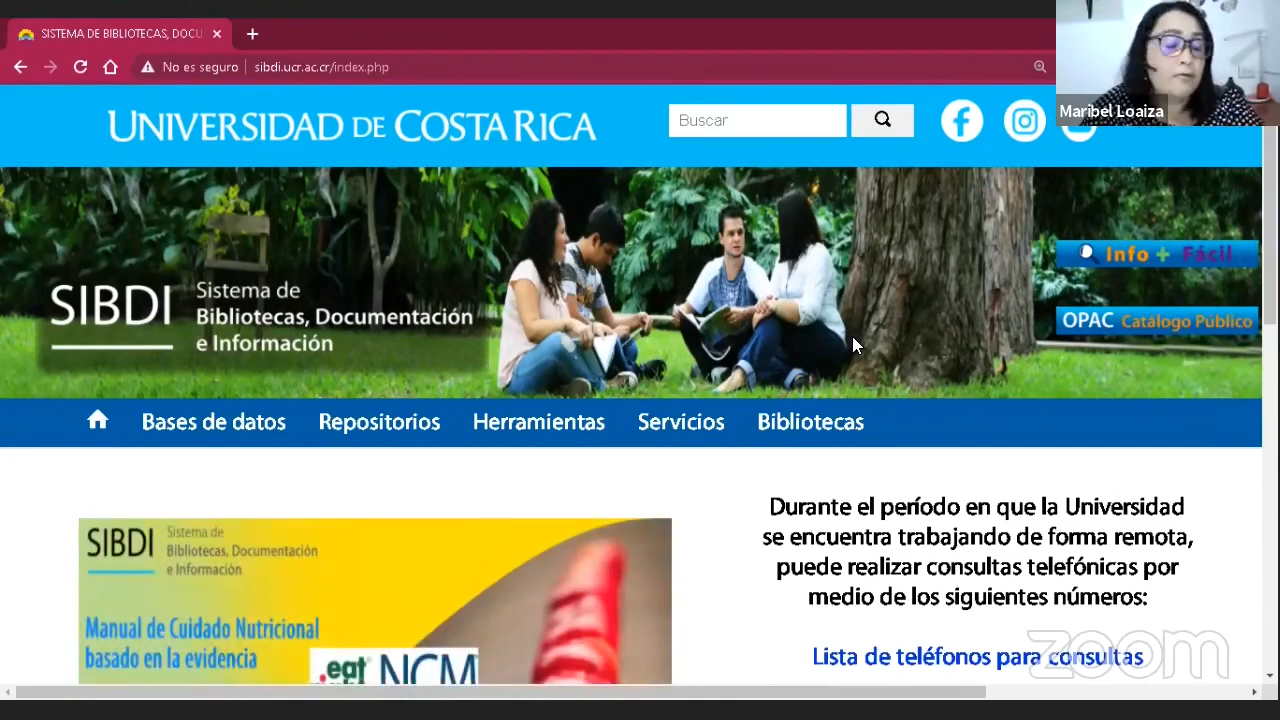 SISTEMA DE BIBLIOTECAS, DOCU
No es seguro
sibdi.ucr.ac.cr/index.php
Maribel Loaiza
UNIVERSIDAD DE COSTA RICA
Buscar
Info + Fácil
OPAC Catálogo Público
SIBDI
Sistema de
Bibliotecas, Documentación
e Información
Bases de datos
Repositorios
Herramientas
Servicios
Bibliotecas
SIBDI
Sistema de
Bibliotecas, Documentación
e Información
Manual de Cuidado Nutricional
basado en la evidencia
eat
NCM
Durante el período en que la Universidad
se encuentra trabajando de forma remota,
puede realizar consultas telefónicas por
medio de los siguientes números:
Lista de teléfonos para consultas
zoom